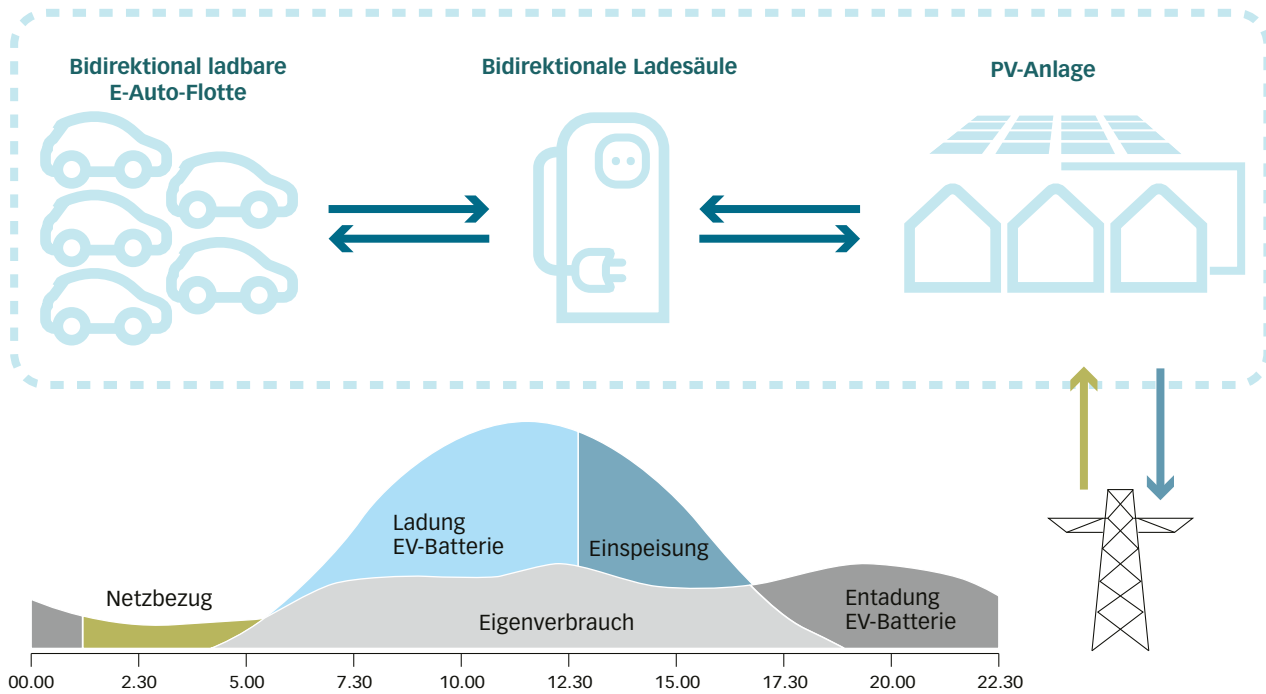 Bidirektional ladbare
E-Auto-Flotte
Bidirektionale Ladesäule
PV-Anlage
Ladung
EV-Batterie
Einspeisung
Netzbezug
Eigenverbrauch
Entadung
EV-Batterie
00.00 2.30 5.00 7.30 10.00 12.30 15.00 17.30 20.00 22.30